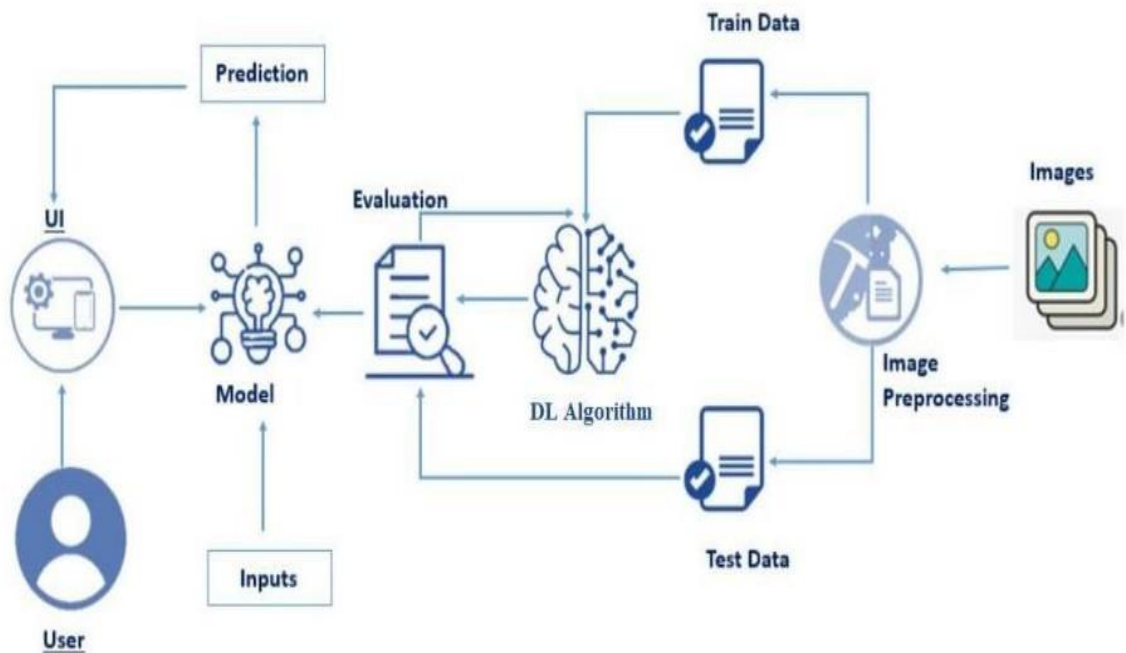 Train Data
Prediction
Images
Evaluation
UI
Image
Preprocessing
Model
DL Algorithm
Test Data
Inputs
User